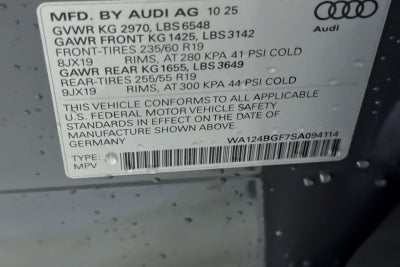 MFD. BY AUDI AG 10 25
GVWR KG 2970, LBS 6548
GAWR FRONT KG 1425, LBS 3142
FRONT-TIRES 235/60 R19
8JX19 RIMS, AT 280 KPA 41 PSI COLD
GAWR REAR KG 1655, LBS 3649
REAR-TIRES 255/55 R19
9JX19 RIMS, AT 300 KPA 44 PSI COLD
THIS VEHICLE CONFORMS TO ALL APPLICABLE
U.S. FEDERAL MOTOR VEHICLE SAFETY
STANDARDS IN EFFECT ON THE DATE OF
MANUFACTURE SHOWN ABOVE.
GERMANY
WA124BGF7SA094114
TYPE:
MPV
Audi